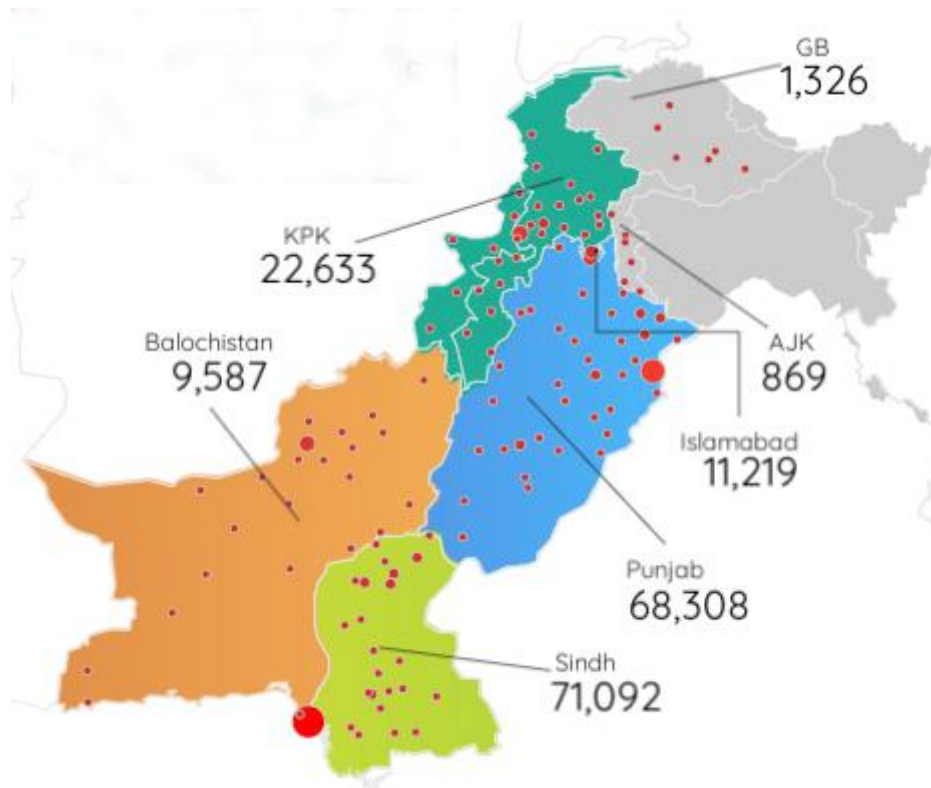 GB
1,326
KPK
22,633
Balochistan
9,587
AJK
869
Islamabad
11,219
Punjab
68,308
Sindh
71,092